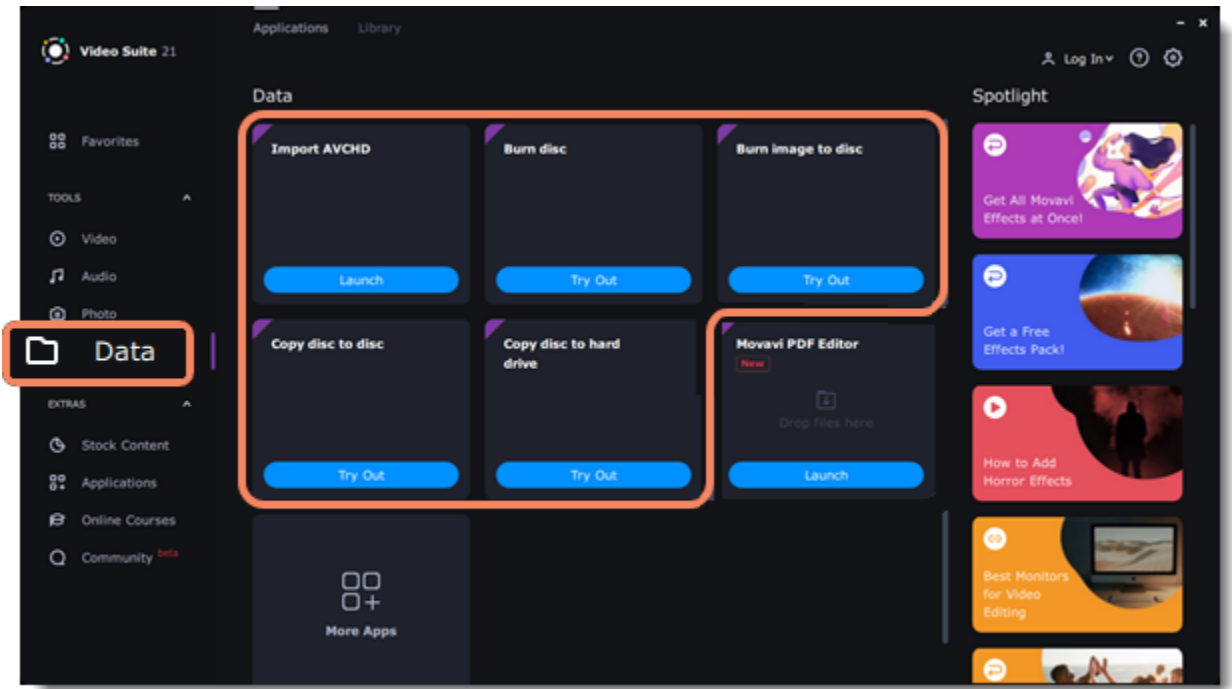 Applications Library
Video Suite 21
Log In
Data
Spotlight
Favorites
TOOLS
Video
Audio
Photo
Data
EXTRAS
Stock Content
Applications
Online Courses
Community beta
Import AVCHD
Launch
Burn disc
Try Out
Burn image to disc
Try Out
Copy disc to disc
Try Out
Copy disc to hard
drive
Try Out
Movavi PDF Editor
New
Drop files here
Launch
More Apps
Get All Movavi
Effects at Once!
Get a Free
Effects Pack!
How to Add
Horror Effects
Best Monitors
for Video
Editing